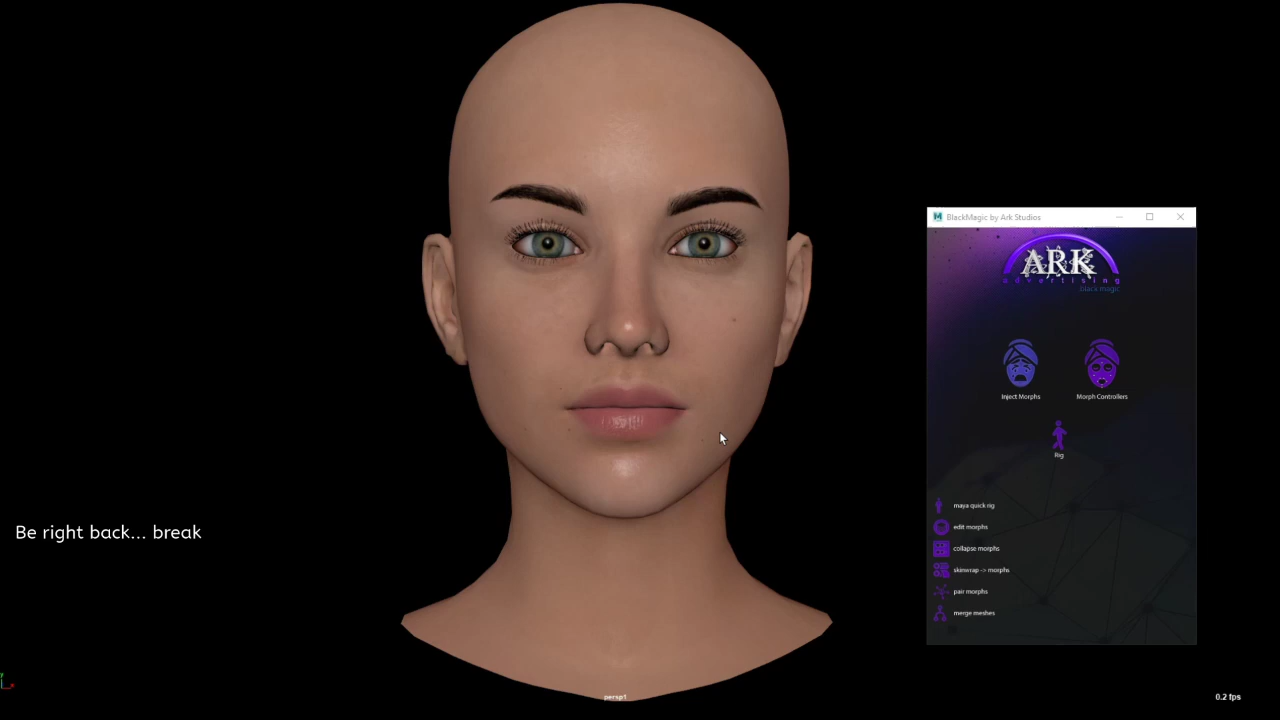 BlackMagic by Ark Studios
ARK
advertising
black magic
Inject Morphs
Morph Controllers
Rig
maya quick rig
edit morphs
collapse morphs
skinwrap -> morphs
pair morphs
merge meshes
Be right back... break
persp1
0.2 fps